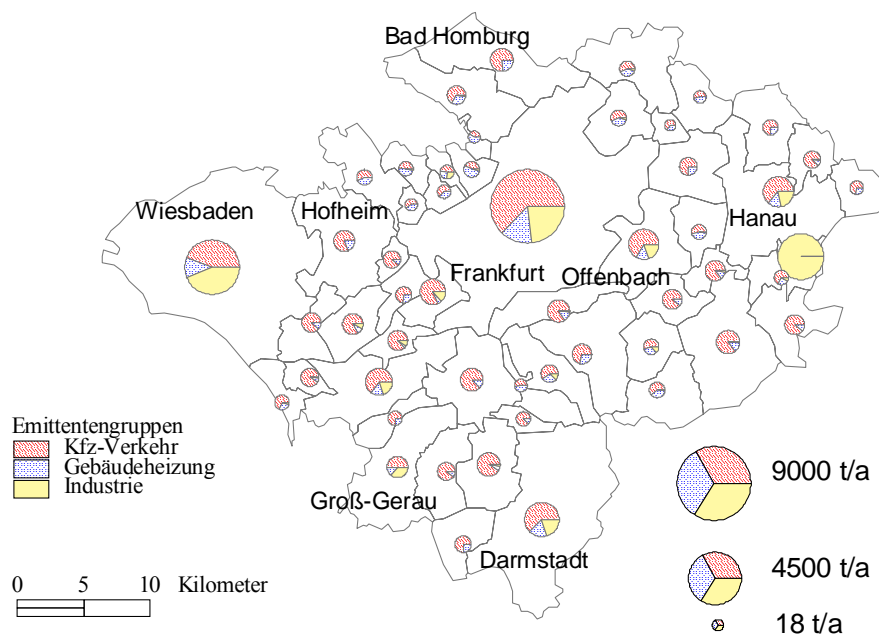 Bad Homburg
Wiesbaden
Hofheim
Hanau
Frankfurt
Offenbach
Emittentengruppen
Kfz-Verkehr
Gebäudeheizung
Industrie
Groß-Gerau
Darmstadt
9000 t/a
4500 t/a
18 t/a
0 5 10 Kilometer